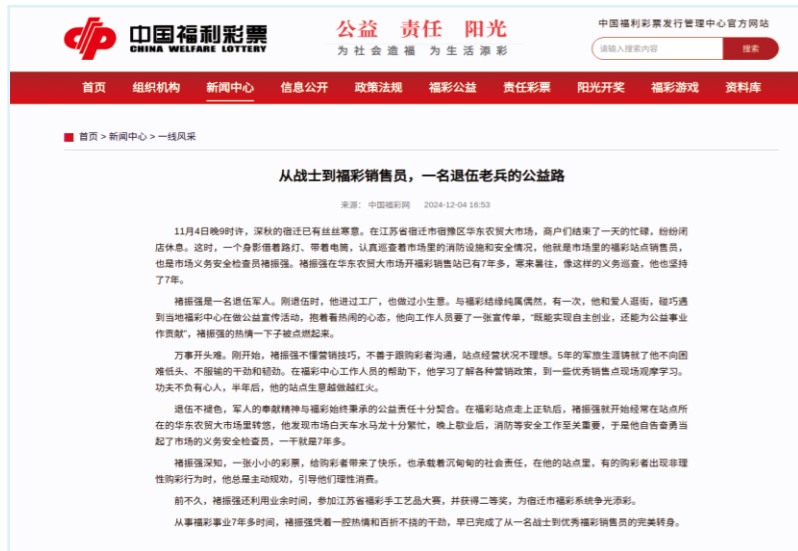 中国福利彩票
CHINA WELFARE LOTTERY
公益 责任 阳光
为社会造福 为生活添彩
中国福利彩票发行管理中心官方网站
请输入搜索内容
搜索
首页 组织机构 新闻中心 信息公开 政策法规 福彩公益 责任彩票 阳光开奖 福彩游戏 资料库
首页 > 新闻中心 > 一线风采
从战士到福彩销售员，一名退伍老兵的公益路
来源： 中国福彩网 2024-12-04 16:53
11月4日晚9时许，深秋的宿迁已有丝丝寒意。在江苏省宿迁市宿豫区华东农贸大市场，商户们结束了一天的忙碌，纷纷闭
店休息。这时，一个身影借着路灯、带着电筒，认真巡查着市场里的消防设施和安全情况，他就是市场里的福彩站点销售员，
也是市场义务安全检查员褚振强。褚振强在华东农贸大市场开福彩销售站已有7年多，寒来暑往，像这样的义务巡查，他也坚持
了7年。
褚振强是一名退伍军人。刚退伍时，他进过工厂，也做过小生意。与福彩结缘纯属偶然，有一次，他和爱人逛街，碰巧遇
到当地福彩中心在做公益宣传活动，抱着看热闹的心态，他向工作人员要了一张宣传单，“既能实现自主创业，还能为公益事业
作贡献”，褚振强的热情一下子被点燃起来。
万事开头难。刚开始，褚振强不懂营销技巧，不善于跟购彩者沟通，站点经营状况不理想。5年的军旅生涯铸就了他不向困
难低头、不服输的干劲和韧劲。在福彩中心工作人员的帮助下，他学习了解各种营销政策，到一些优秀销售点现场观摩学习。
功夫不负有心人，半年后，他的站点生意越做越红火。
退伍不褪色，军人的奉献精神与福彩始终秉承的公益责任十分契合。在福彩站点走上正轨后，褚振强就开始经常在站点所
在的华东农贸大市场里转悠，他发现市场白天车水马龙十分繁忙，晚上歇业后，消防等安全工作至关重要，于是他自告奋勇当
起了市场的义务安全检查员，一干就是7年多。
褚振强深知，一张小小的彩票，给购彩者带来了快乐，也承载着沉甸甸的社会责任，在他的站点里，有的购彩者出现非理
性购彩行为时，他总是主动规劝，引导他们理性消费。
前不久，褚振强还利用业余时间，参加江苏省福彩手工艺品大赛，并获得二等奖，为宿迁市福彩系统争光添彩。
从事福彩事业7年多时间，褚振强凭着一腔热情和百折不挠的干劲，早已完成了从一名战士到优秀福彩销售员的完美转身。